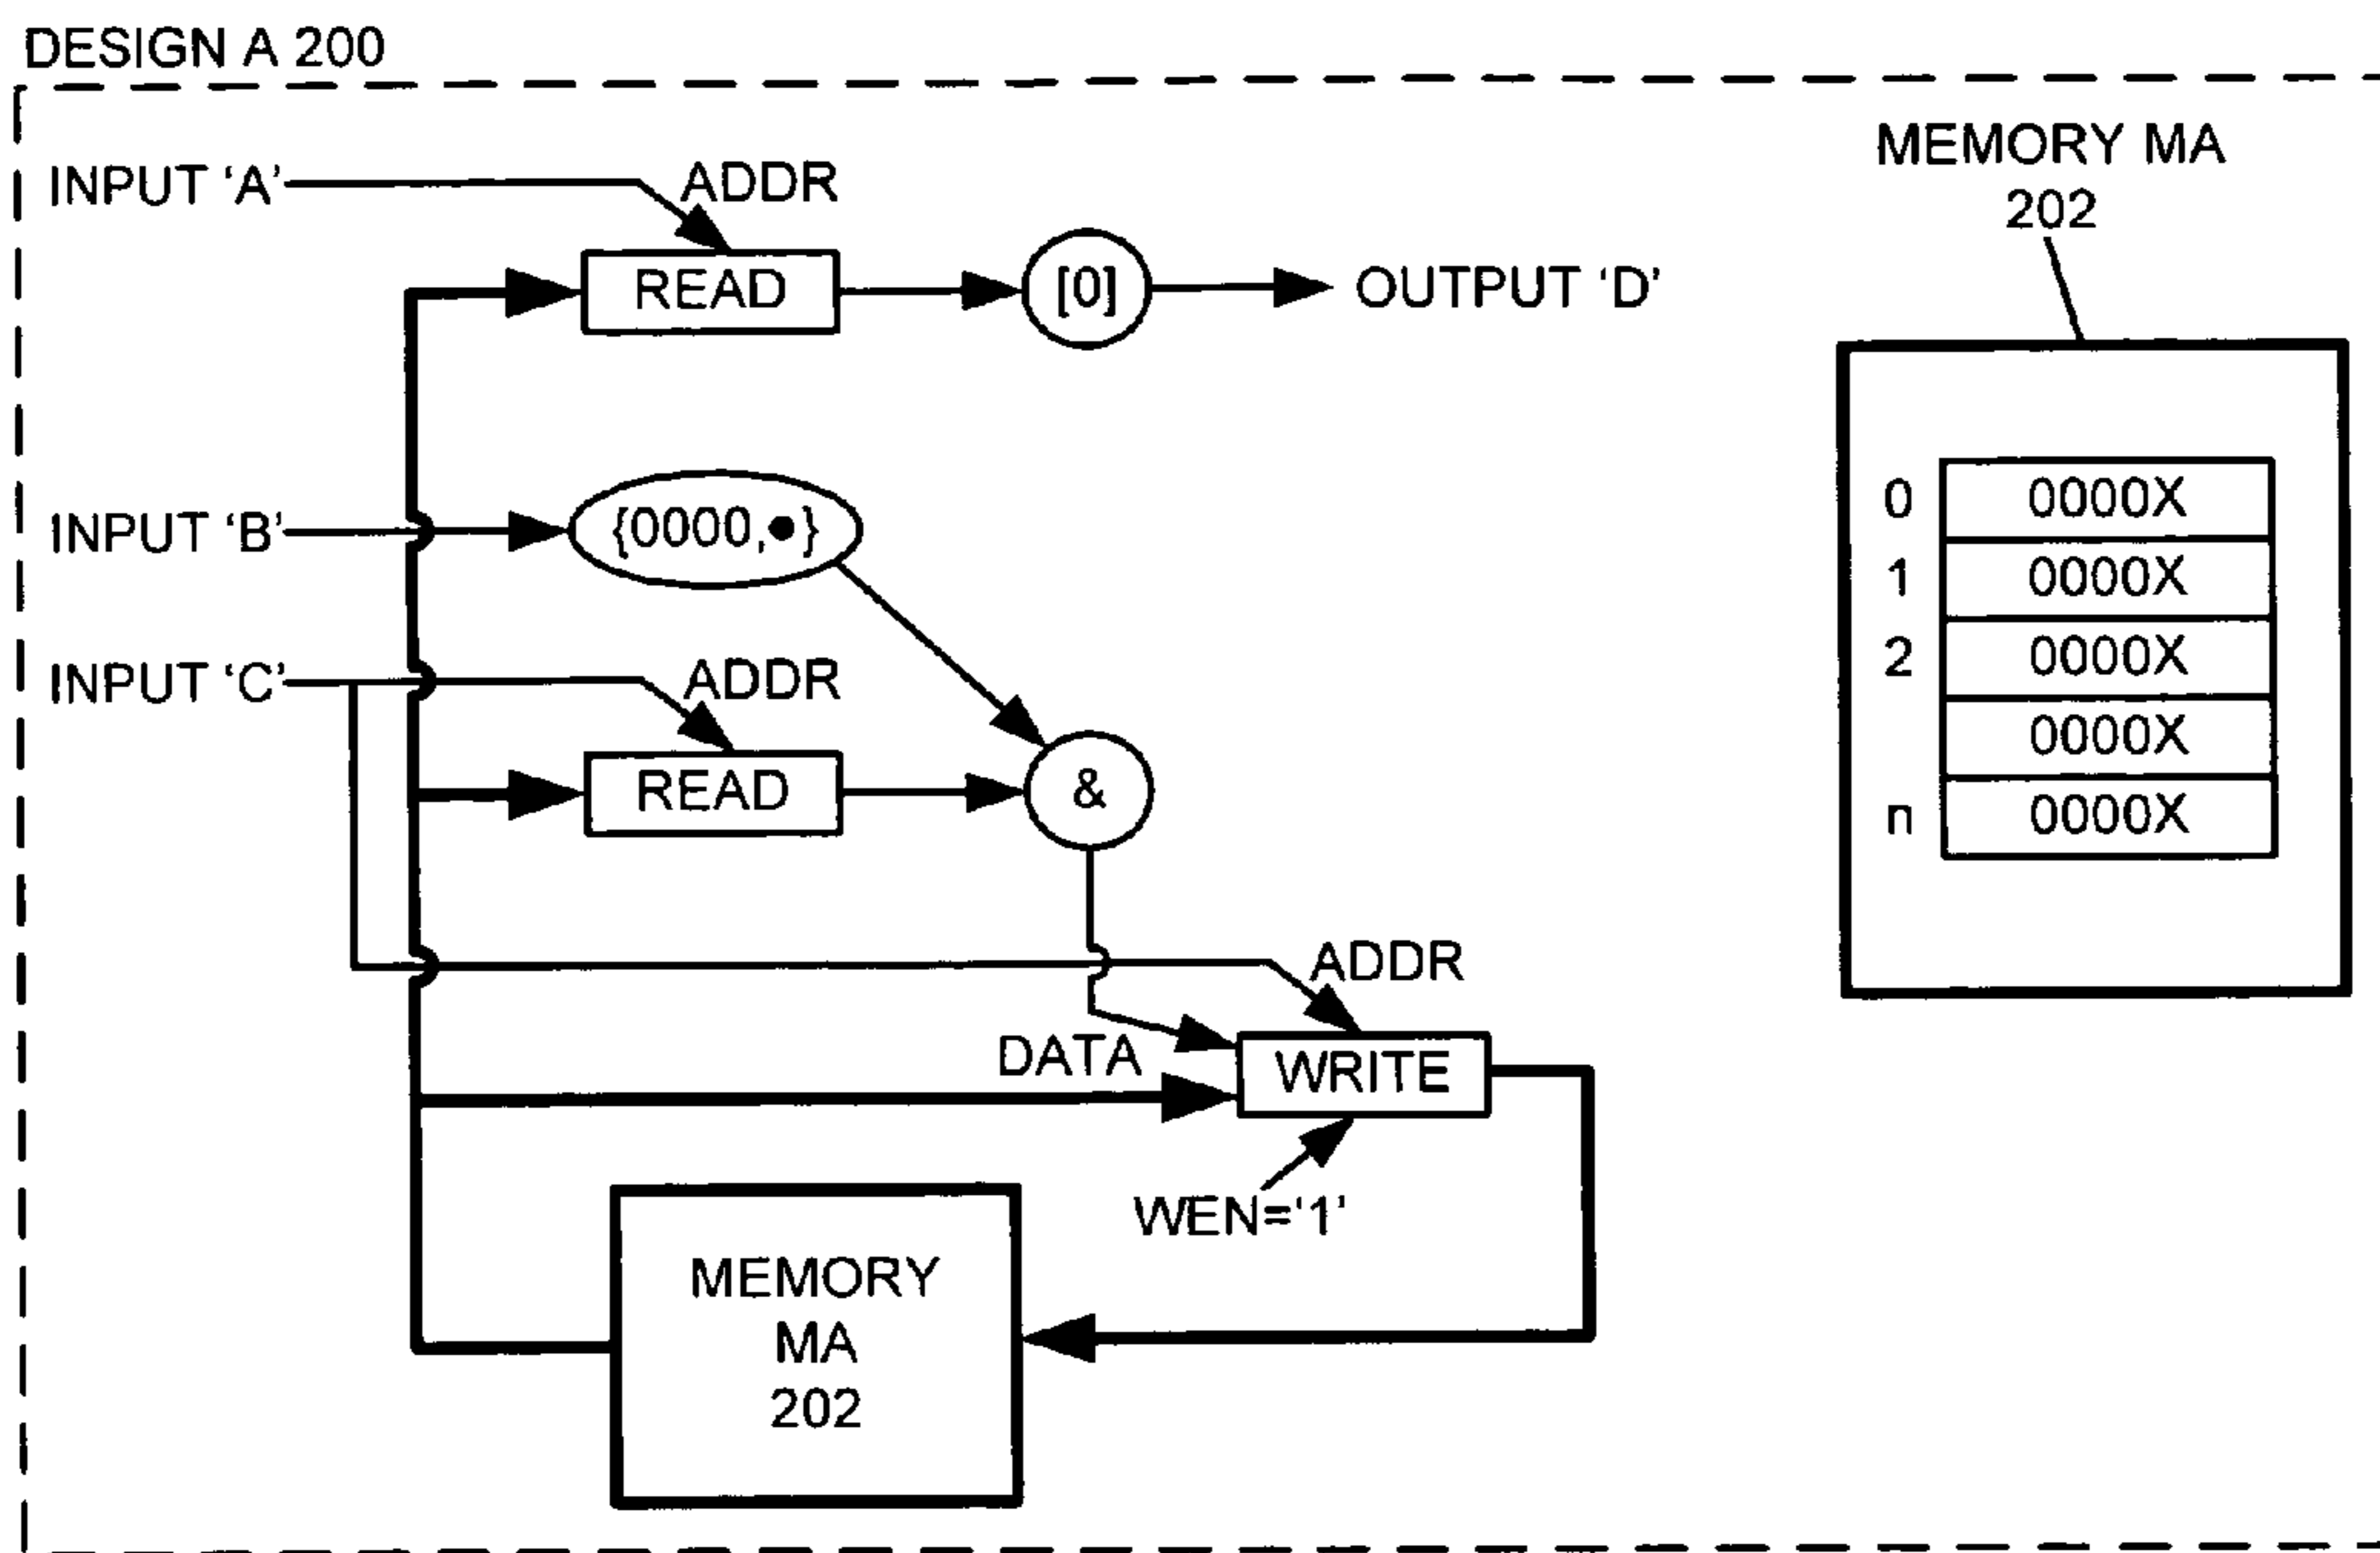 DESIGN A 200
MEMORY MA
202
INPUT ‘A’
ADDR
READ
[0]
OUTPUT ‘D’
INPUT ‘B’
{0000,●}
INPUT ‘C’
ADDR
READ
&
0 0000X
1 0000X
2 0000X
0000X
n 0000X
ADDR
DATA
WRITE
WEN=‘1’
MEMORY
MA
202